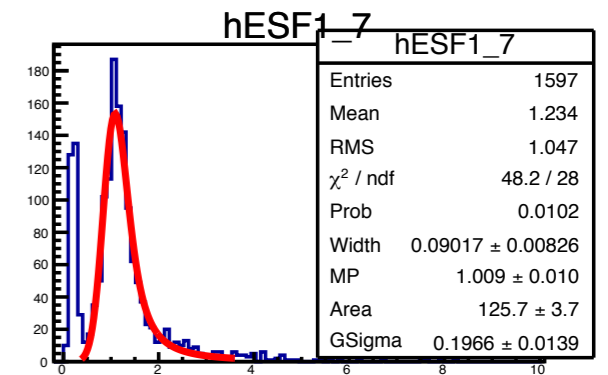 hESF1_7
hESF1_7
Entries 1597
Mean 1.234
RMS 1.047
χ² / ndf 48.2 / 28
Prob 0.0102
Width 0.09017 ± 0.00826
MP 1.009 ± 0.010
Area 125.7 ± 3.7
GSigma 0.1966 ± 0.0139
180
160
140
120
100
80
60
40
20
0
0 2 4 6 8 10